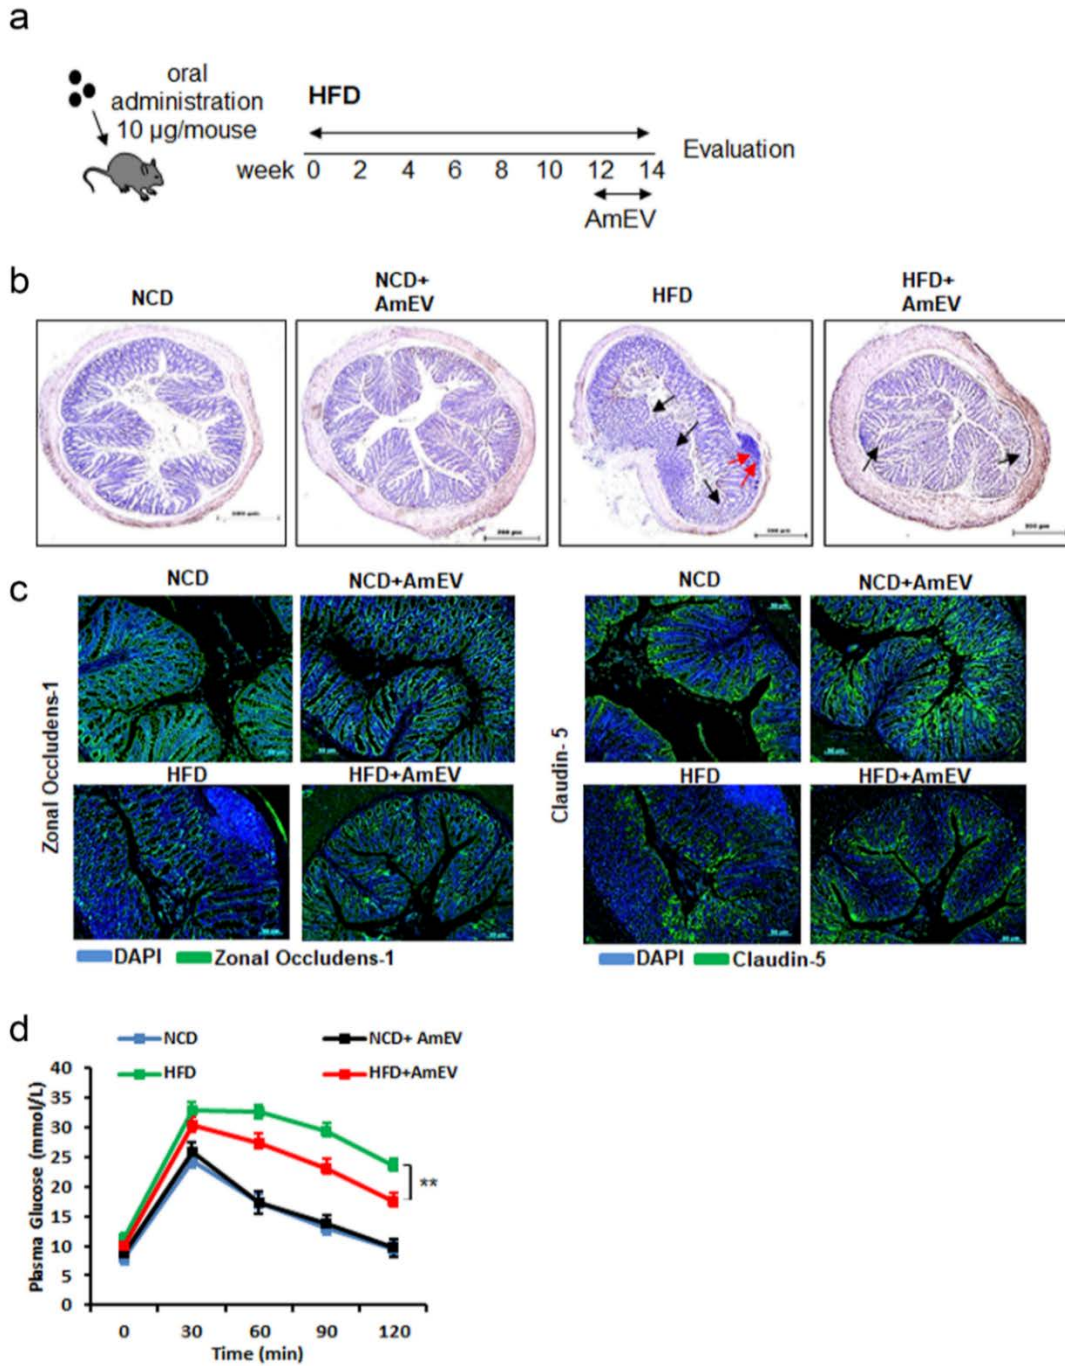 a
oral
administration
10 µg/mouse
HFD
week 0 2 4 6 8 10 12 14
Evaluation
AmEV
b
NCD
NCD+
AmEV
HFD
HFD+
AmEV
c
NCD
NCD+AmEV
NCD
NCD+AmEV
Zonal Occludens-1
HFD
HFD+AmEV
Claudin- 5
HFD
HFD+AmEV
DAPI Zonal Occludens-1
DAPI Claudin-5
d
NCD NCD+ AmEV
HFD HFD+AmEV
Plasma Glucose (mmol/L)
40
35
30
25
20
15
10
5
0
**
0 30 60 90 120
Time (min)